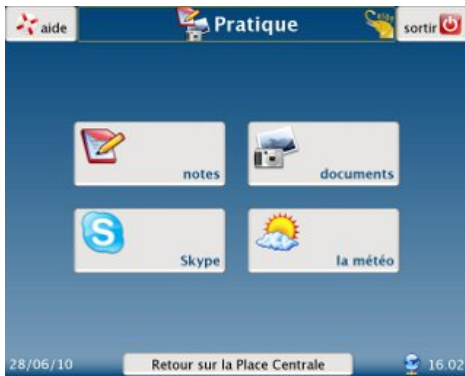 aide
Pratique
sortir
notes
documents
Skype
la météo
28/06/10
Retour sur la Place Centrale
16.02